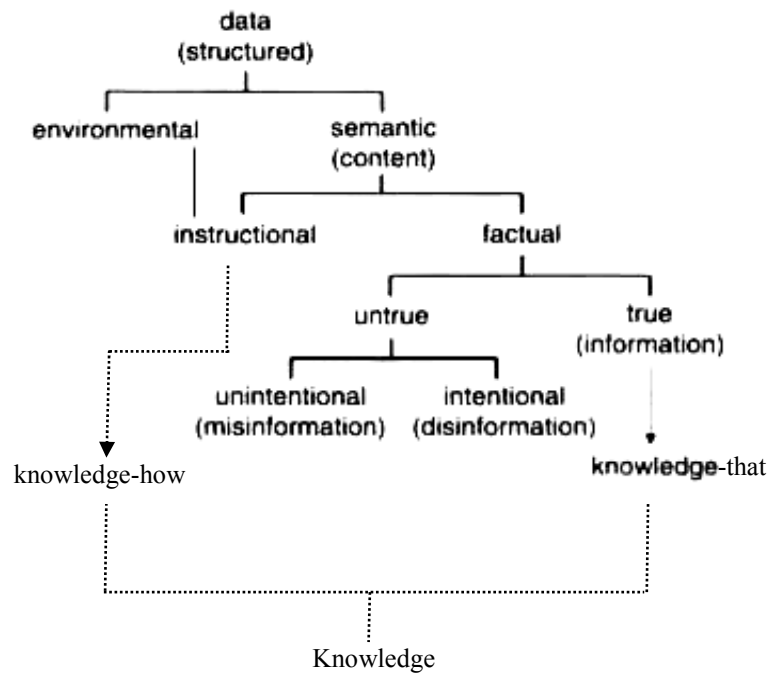 data
(structured)
environmental
semantic
(content)
instructional
factual
untrue
true
(information)
unintentional
(misinformation)
intentional
(disinformation)
knowledge-how
knowledge-that
Knowledge